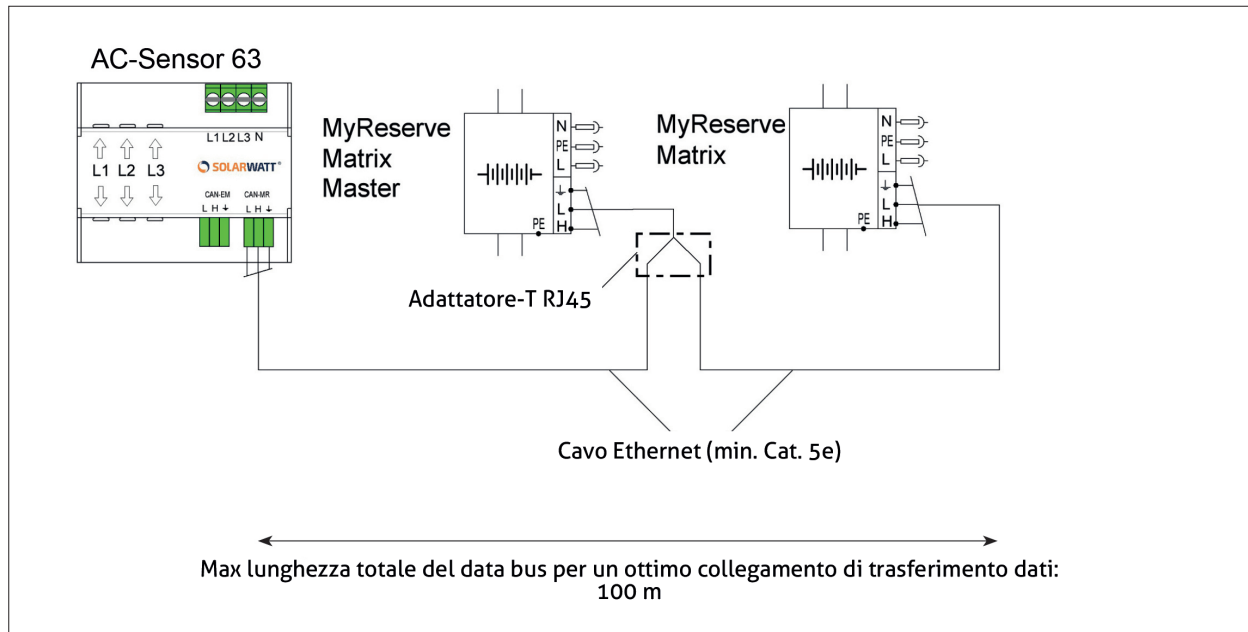 AC-Sensor 63
L1 L2 L3 N
L1 L2 L3
SOLARWATT®
CAN-EM CAN-MR
L H L H
MyReserve
Matrix
Master
N
PE
L
L
H
PE
MyReserve
Matrix
N
PE
L
L
H
PE
Adattatore-T RJ45
Cavo Ethernet (min. Cat. 5e)
Max lunghezza totale del data bus per un ottimo collegamento di trasferimento dati:
100 m